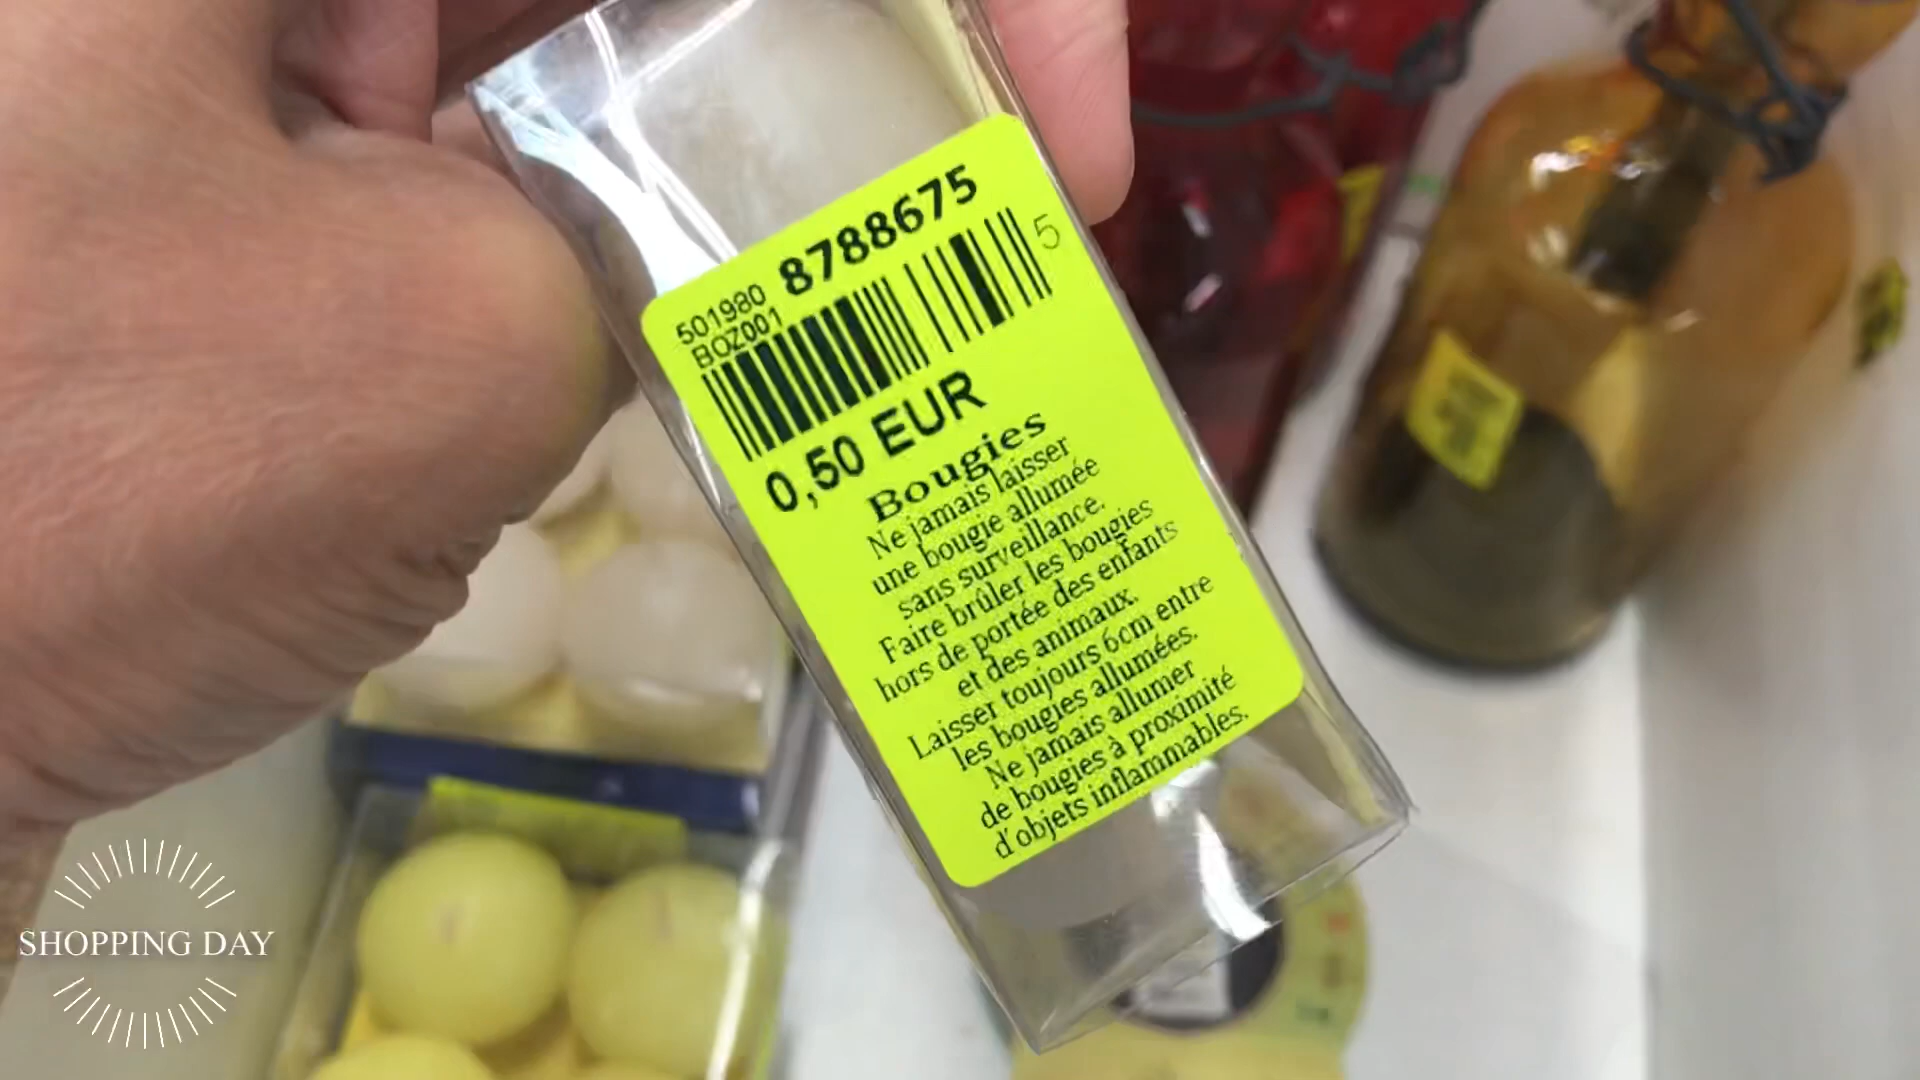 501980 8788675
BOZ001
5
0,50 EUR
Bougies
Ne jamais laisser
une bougie allumée
sans surveillance.
Faire brûler les bougies
hors de portée des enfants
et des animaux.
Laisser toujours 6cm entre
les bougies allumées.
Ne jamais allumer
de bougies à proximité
d'objets inflammables.
SHOPPING DAY